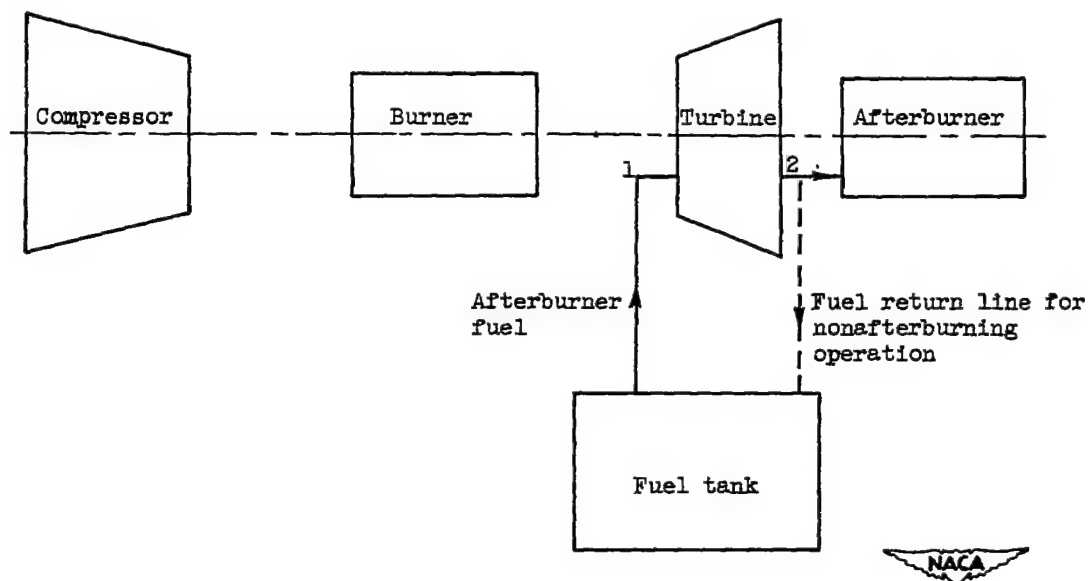 Compressor
Burner
Turbine
Afterburner
1
2
Afterburner
fuel
Fuel return line for
nonafterburning
operation
Fuel tank
NACA